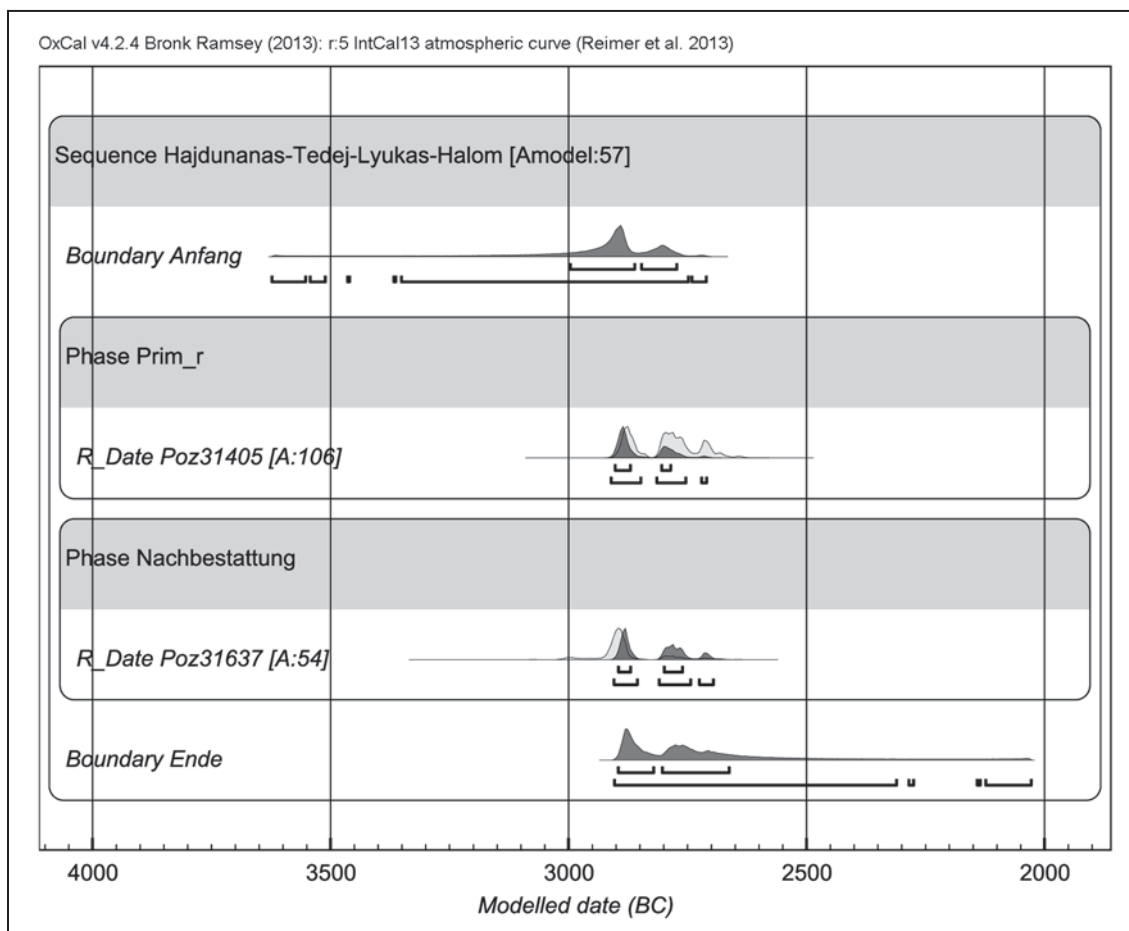 OxCal v4.2.4 Bronk Ramsey (2013): r:5 IntCal13 atmospheric curve (Reimer et al. 2013)
Sequence Hajdunanas-Tedej-Lyukas-Halom [Amodel:57]
Boundary Anfang
Phase Prim_r
R_Date Poz31405 [A:106]
Phase Nachbestattung
R_Date Poz31637 [A:54]
Boundary Ende
4000 3500 3000 2500 2000
Modelled date (BC)